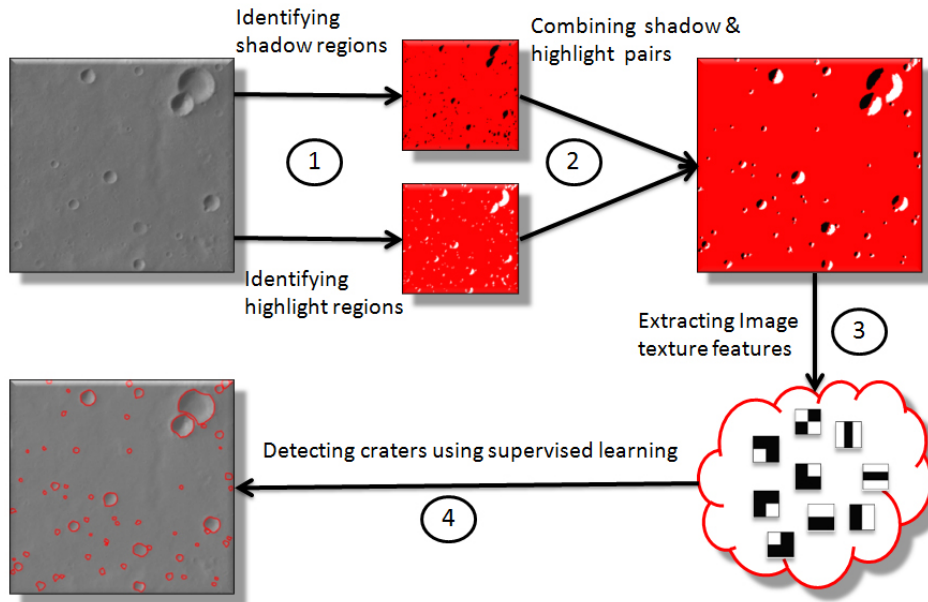 Identifying
shadow regions
Combining shadow &
highlight pairs
1
2
Identifying
highlight regions
Extracting Image
texture features
3
Detecting craters using supervised learning
4